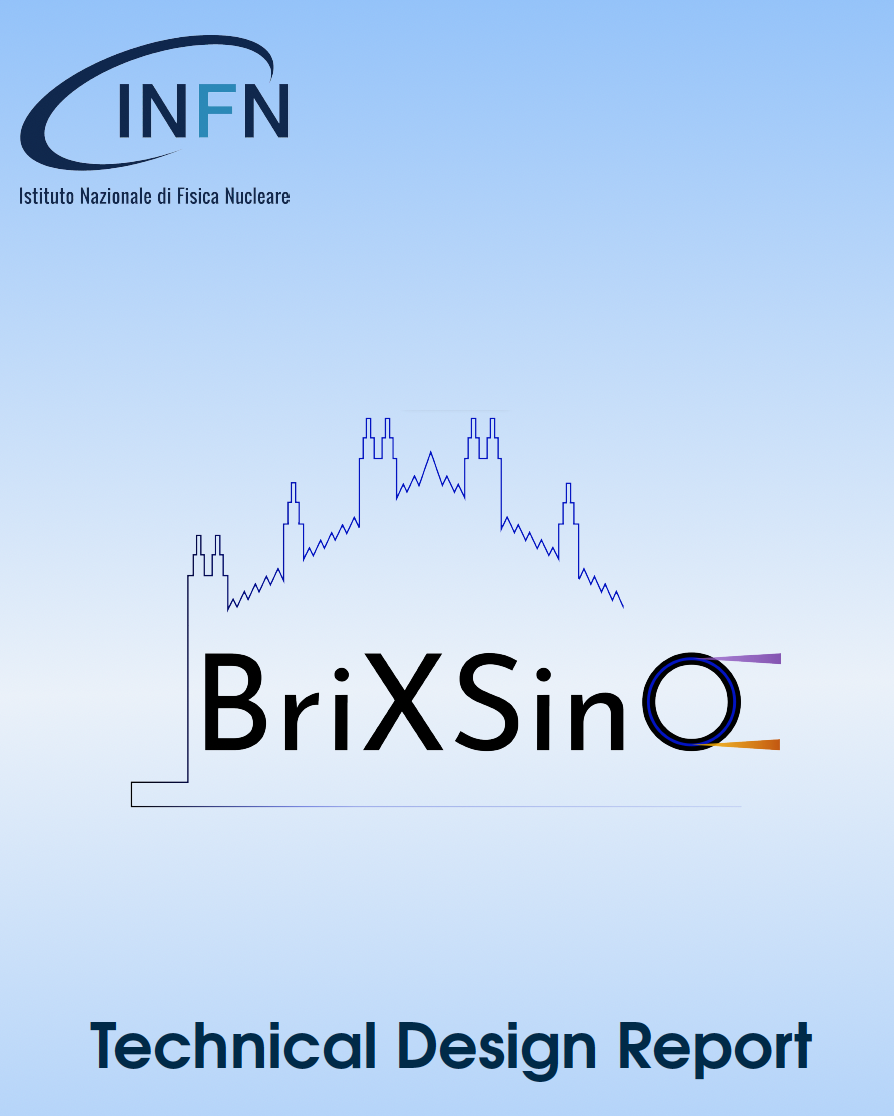 INFN
Istituto Nazionale di Fisica Nucleare
BriXSinO
Technical Design Report